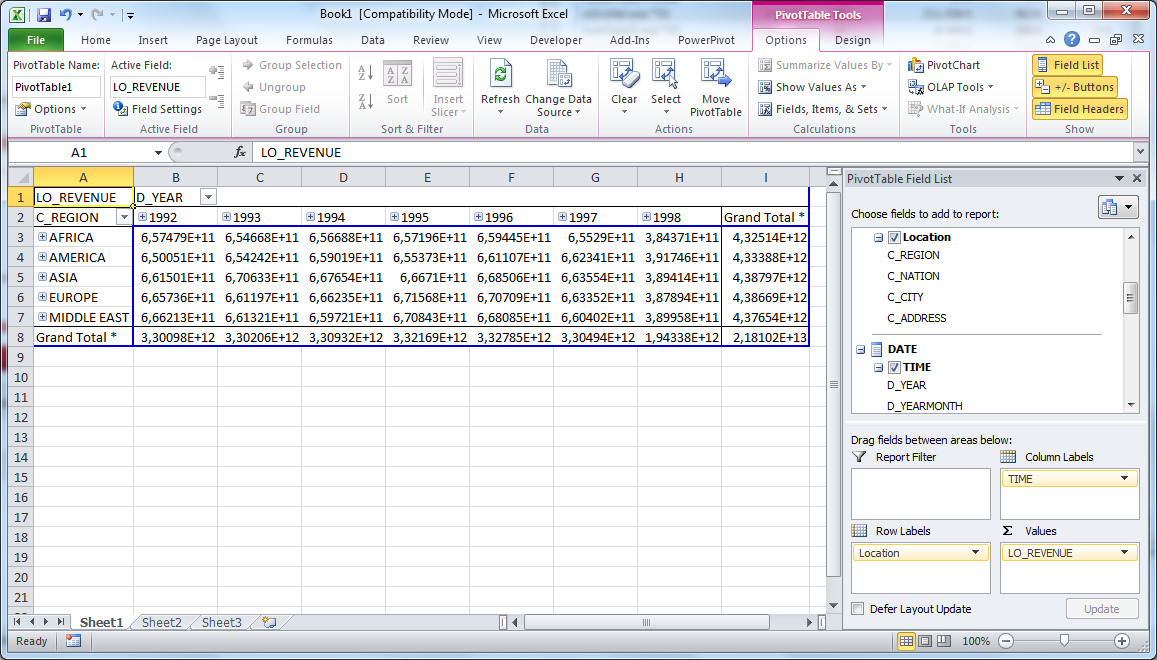 Book1 [Compatibility Mode] - Microsoft Excel
PivotTable Tools
File Home Insert Page Layout Formulas Data Review View Developer Add-Ins PowerPivot Options Design
PivotTable Name:
PivotTable1
Options
PivotTable
Active Field:
LO_REVENUE
Field Settings
Active Field
Group Selection
Ungroup
Group Field
Group
Sort
Insert
Slicer
Sort & Filter
Refresh
Change Data
Source
Data
Clear
Select
Move
PivotTable
Actions
Summarize Values By
Show Values As
Fields, Items, & Sets
Calculations
PivotChart
OLAP Tools
What-If Analysis
Tools
Field List
+/- Buttons
Field Headers
Show
A1 fx LO_REVENUE
A B C D E F G H I
1 LO_REVENUE D_YEAR
2 C_REGION 1992 1993 1994 1995 1996 1997 1998 Grand Total *
3 AFRICA 6,57479E+11 6,54668E+11 6,56688E+11 6,57196E+11 6,59445E+11 6,5529E+11 3,84371E+11 4,32514E+12
4 AMERICA 6,50051E+11 6,54242E+11 6,59019E+11 6,55373E+11 6,61107E+11 6,62341E+11 3,91746E+11 4,33388E+12
5 ASIA 6,61501E+11 6,70633E+11 6,67654E+11 6,6671E+11 6,68506E+11 6,63554E+11 3,89414E+11 4,38797E+12
6 EUROPE 6,65736E+11 6,61197E+11 6,66235E+11 6,71568E+11 6,70709E+11 6,63352E+11 3,87894E+11 4,38669E+12
7 MIDDLE EAST 6,66213E+11 6,61321E+11 6,59721E+11 6,70843E+11 6,68085E+11 6,60402E+11 3,89958E+11 4,37654E+12
8 Grand Total * 3,30098E+12 3,30206E+12 3,30932E+12 3,32169E+12 3,32785E+12 3,30494E+12 1,94338E+12 2,18102E+13
9
10
11
12
13
14
15
16
17
18
19
20
21
PivotTable Field List
Choose fields to add to report:
Location
C_REGION
C_NATION
C_CITY
C_ADDRESS
DATE
TIME
D_YEAR
D_YEARMONTH
Drag fields between areas below:
Report Filter
Column Labels
TIME
Row Labels
Σ Values
Location
LO_REVENUE
Defer Layout Update
Update
Sheet1 Sheet2 Sheet3
Ready
100%